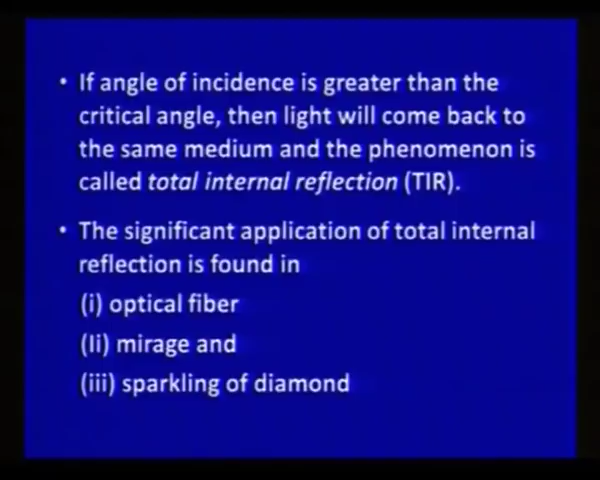 • If angle of incidence is greater than the
critical angle, then light will come back to
the same medium and the phenomenon is
called total internal reflection (TIR).
• The significant application of total internal
reflection is found in
(i) optical fiber
(Ii) mirage and
(iii) sparkling of diamond